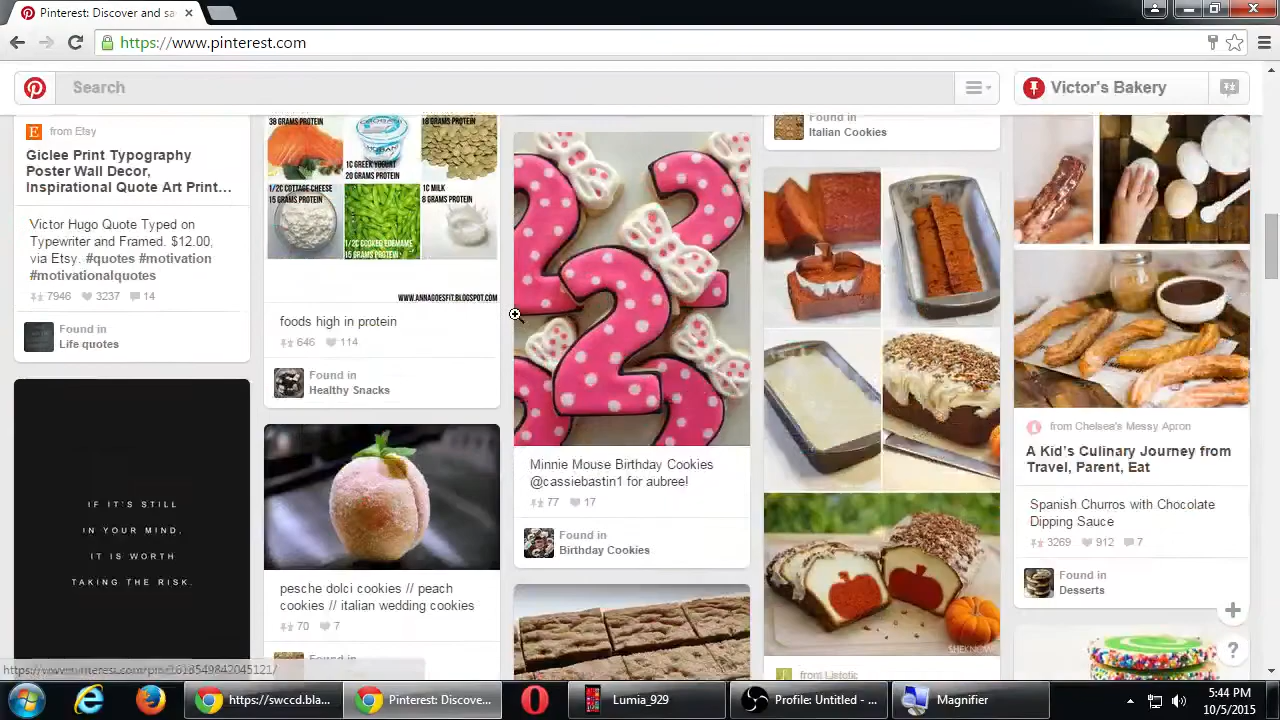 Pinterest: Discover and sa
https://www.pinterest.com
Search
Victor's Bakery
from Etsy
Giclee Print Typography
Poster Wall Decor,
Inspirational Quote Art Print...
Victor Hugo Quote Typed on
Typewriter and Framed. $12.00,
via Etsy. #quotes #motivation
#motivationalquotes
7946 3237 14
Found in
Life quotes
IF IT'S STILL
IN YOUR MIND,
IT IS WORTH
TAKING THE RISK.
38 GRAMS PROTEIN
1C GREEK YOGURT
20 GRAMS PROTEIN
1/2C COTTAGE CHEESE
15 GRAMS PROTEIN
1C MILK
8 GRAMS PROTEIN
1/2C COOKED EDEMAME
15 GRAMS PROTEIN
WWW.ANNAGOESFIT.BLOGSPOT.COM
foods high in protein
646 114
Found in
Healthy Snacks
pesche dolci cookies // peach
cookies // italian wedding cookies
70 7
Found in
Minnie Mouse Birthday Cookies
@cassiebastin1 for aubree!
77 17
Found in
Birthday Cookies
Found in
Italian Cookies
SHEKNOWS
from Listotic
from Chelsea's Messy Apron
A Kid's Culinary Journey from
Travel, Parent, Eat
Spanish Churros with Chocolate
Dipping Sauce
3269 912 7
Found in
Desserts
+
?
https://swccd.bla...
Pinterest: Discove...
Lumia_929
Profile: Untitled - ...
Magnifier
5:44 PM
10/5/2015